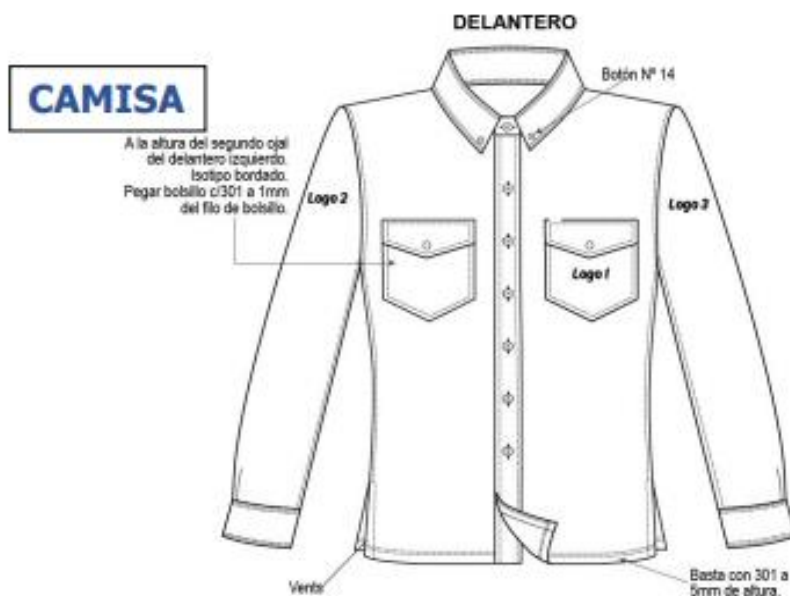 DELANTERO
CAMISA
Botón Nº 14
A la altura del segundo ojal
del delantero izquierdo.
Isotipo bordado.
Pegar bolsillo c/301 a 1mm
del filo de bolsillo.
Logo 2
Logo 3
Logo 1
Vents
Basta con 301 a
5mm de altura.